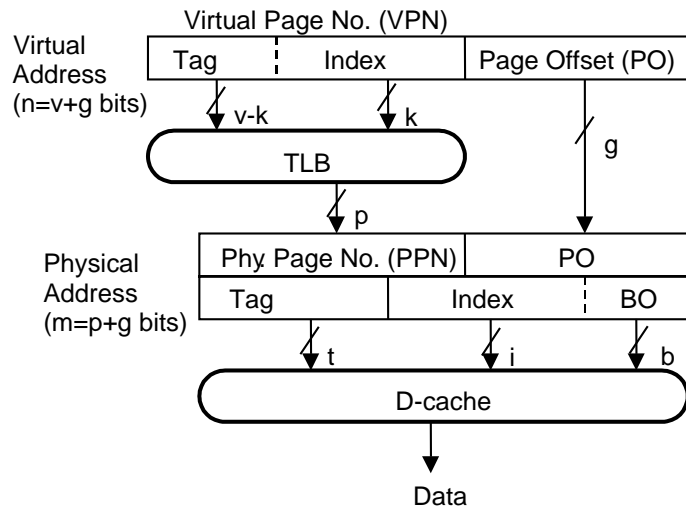 Virtual Page No. (VPN)
Virtual
Address
(n=v+g bits)
Tag
Index
Page Offset (PO)
v-k
k
g
TLB
p
Physical
Address
(m=p+g bits)
Phy. Page No. (PPN)
PO
Tag
Index
BO
t
i
b
D-cache
Data